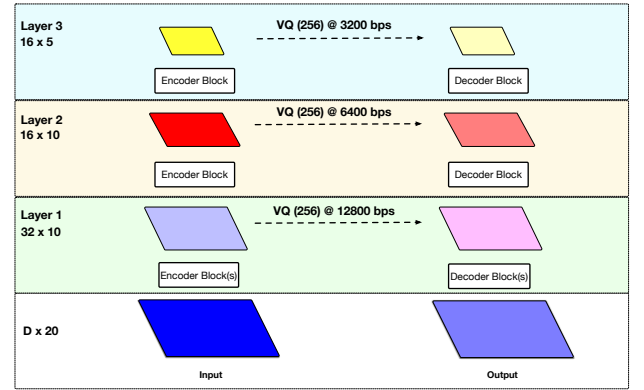 Layer 3
16 x 5
VQ (256) @ 3200 bps
Encoder Block
Decoder Block
Layer 2
16 x 10
VQ (256) @ 6400 bps
Encoder Block
Decoder Block
Layer 1
32 x 10
VQ (256) @ 12800 bps
Encoder Block(s)
Decoder Block(s)
D x 20
Input
Output